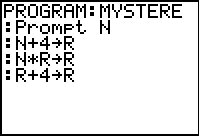 PROGRAM:MYSTERE
:Prompt N
:N+4→R
:N*R→R
:R+4→R